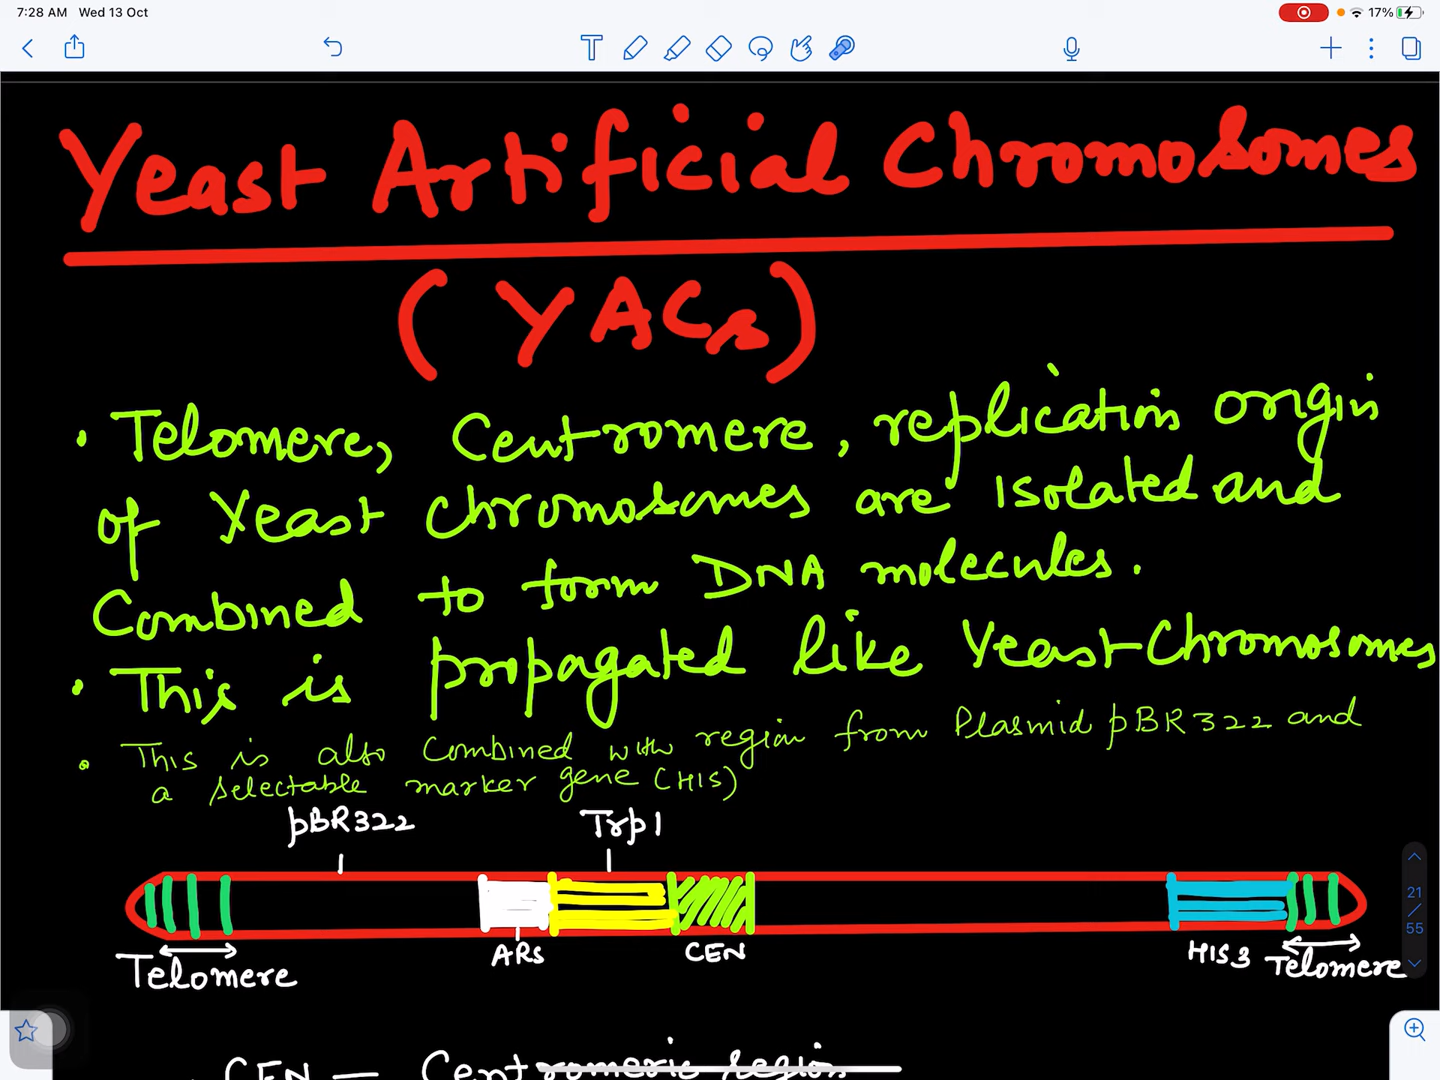 7:28 AM Wed 13 Oct 17%
Yeast Artificial Chromosomes
(YACs)
• Telomere, Centromere, replication origin
of Yeast Chromosomes are isolated and
Combined to form DNA molecules.
• This is propagated like Yeast Chromosomes
• This is also combined with region from Plasmid pBR322 and
a selectable marker gene (HIS)
pBR322 Trp1
Telomere ARs CEN HIS3 Telomere
21
/
55
• CEN — Centromeric region